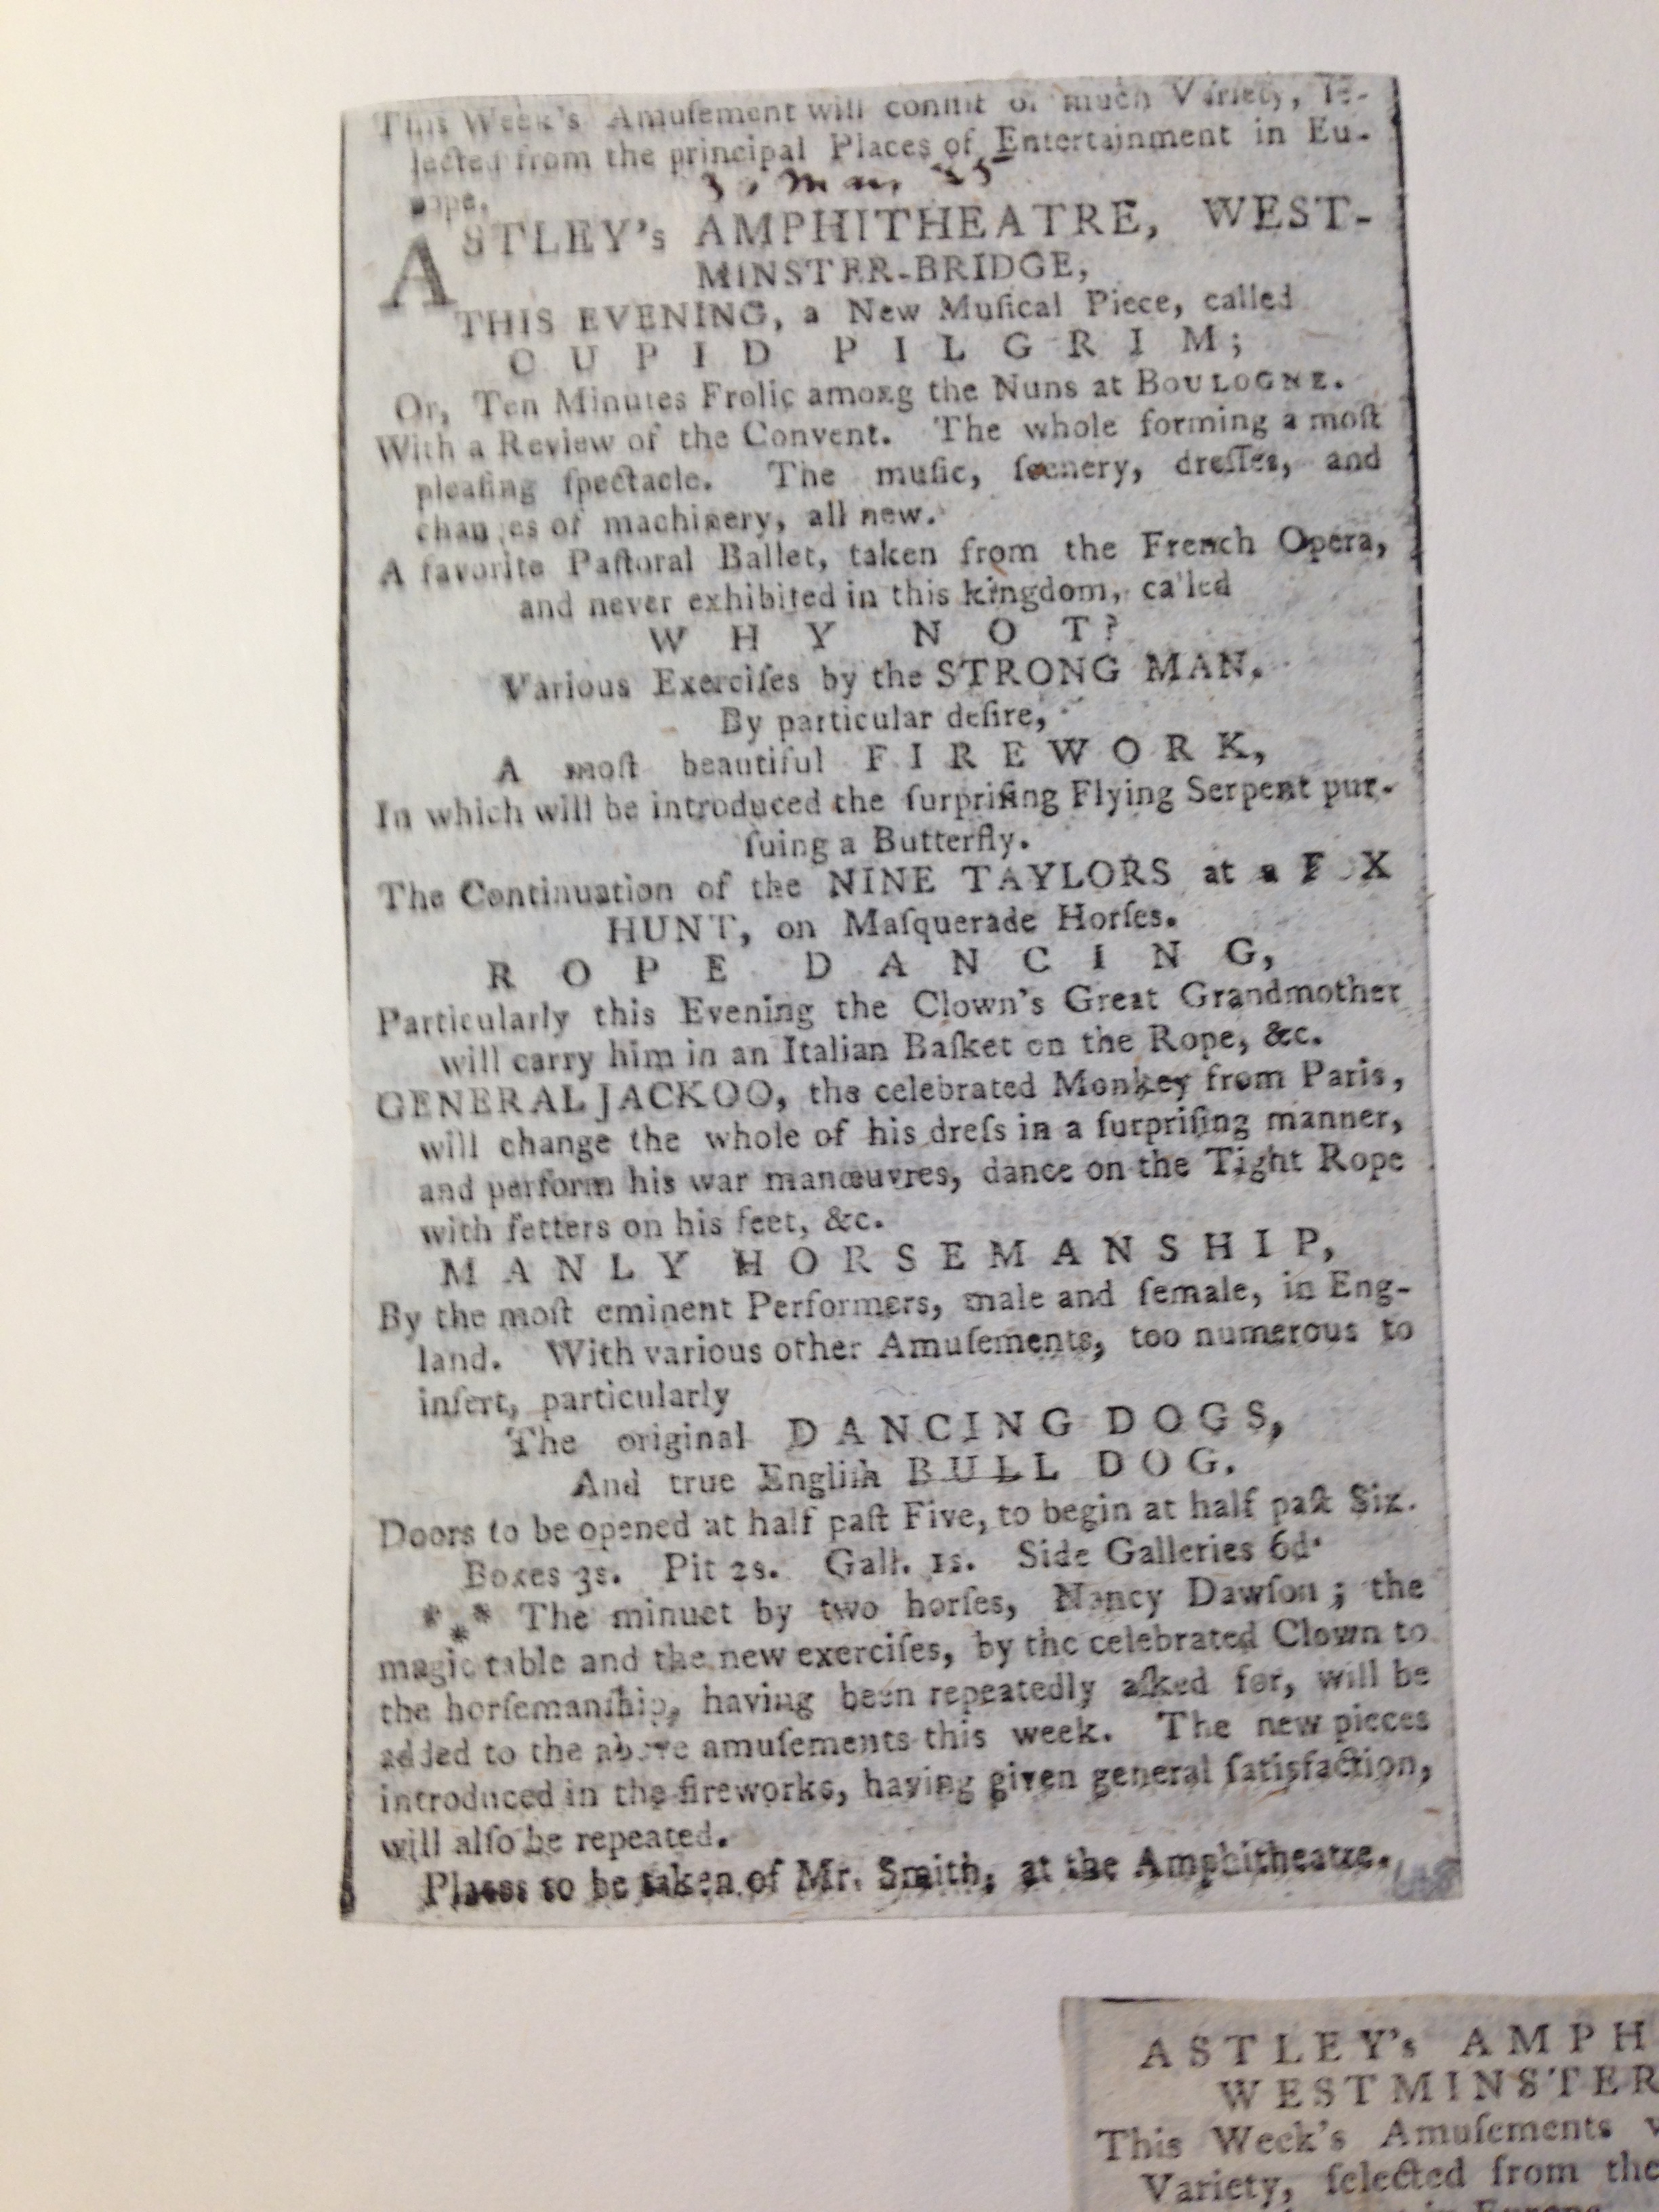 This Week's Amuſement will conſiſt of much Variety, ſe-
lected from the principal Places of Entertainment in Eu-
rope.
ASTLEY's AMPHITHEATRE, WEST-
MINSTER-BRIDGE,
THIS EVENING, a New Muſical Piece, called
CUPID PILGRIM;
Or, Ten Minutes Frolic among the Nuns at BOULOGNE.
With a Review of the Convent. The whole forming a moſt
pleaſing ſpectacle. The muſic, ſcenery, dreſſes, and
changes of machinery, all new.
A favorite Paſtoral Ballet, taken from the French Opera,
and never exhibited in this kingdom, called
WHY NOT?
Various Exerciſes by the STRONG MAN.
By particular deſire,
A moſt beautiful FIREWORK,
In which will be introduced the ſurpriſing Flying Serpent pur-
ſuing a Butterfly.
The Continuation of the NINE TAYLORS at a FOX
HUNT, on Maſquerade Horſes.
ROPE DANCING,
Particularly this Evening the Clown's Great Grandmother
will carry him in an Italian Baſket on the Rope, &c.
GENERAL JACKOO, the celebrated Monkey from Paris,
will change the whole of his dreſs in a ſurpriſing manner,
and perform his war manœuvres, dance on the Tight Rope
with fetters on his feet, &c.
MANLY HORSEMANSHIP,
By the moſt eminent Performers, male and female, in Eng-
land. With various other Amuſements, too numerous to
inſert, particularly
The original DANCING DOGS,
And true Engliſh BULL DOG.
Doors to be opened at half paſt Five, to begin at half paſt Six.
Boxes 3s. Pit 2s. Gall. 1s. Side Galleries 6d.
*** The minuet by two horſes, Nancy Dawſon; the
magic table and the new exerciſes, by the celebrated Clown to
the horſemanſhip, having been repeatedly aſked for, will be
added to the above amuſements this week. The new pieces
introduced in the fireworks, having given general ſatisfaction,
will alſo be repeated.
Places to be taken of Mr. Smith, at the Amphitheatre.
ASTLEY's AMPH
WESTMINSTER
This Week's Amuſements
Variety, ſelected from the
in Europe